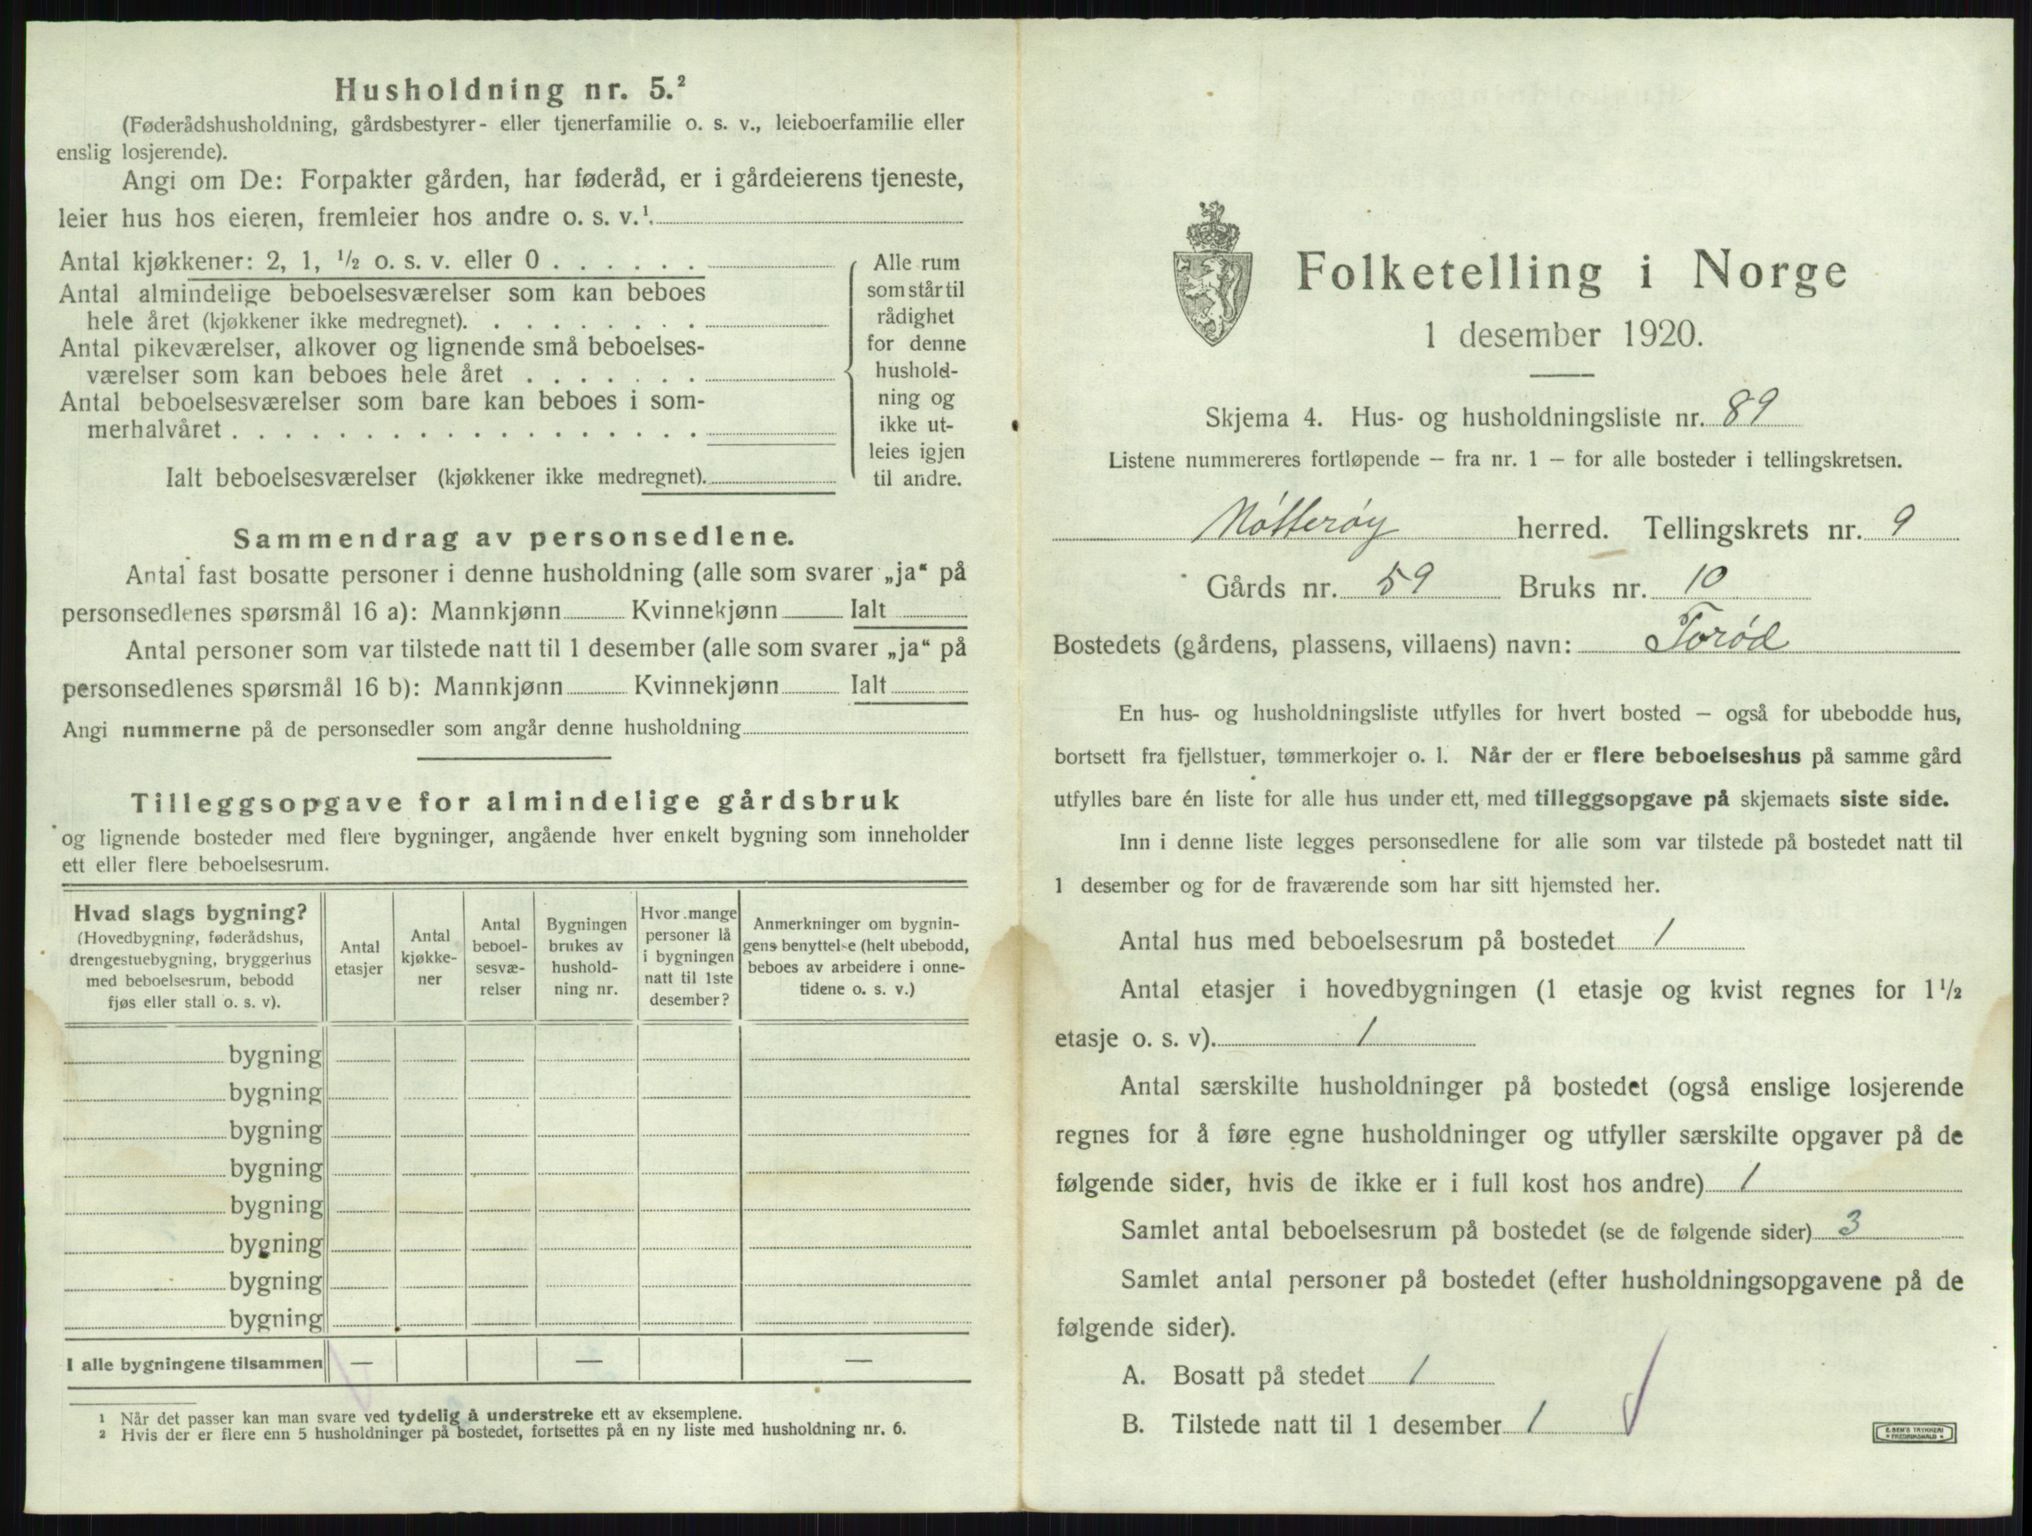 Husholdning nr. 5.²
(Føderådshusholdning, gårdsbestyrer- eller tjenerfamilie o. s. v., leieboerfamilie eller
enslig losjerende).
Angi om De: Forpakter gården, har føderåd, er i gårdeierens tjeneste,
leier hus hos eieren, fremleier hos andre o. s. v.¹.
Antal kjøkkener: 2, 1, ½ o. s. v. eller 0 . . . . . .
Antal almindelige beboelsesværelser som kan beboes
hele året (kjøkkener ikke medregnet). . . . . . . . .
Antal pikeværelser, alkover og lignende små beboelses-
værelser som kan beboes hele året . . . . . . .
Antal beboelsesværelser som bare kan beboes i som-
merhalvåret . . . . . . . . . . . . . . . . . .
Ialt beboelsesværelser (kjøkkener ikke medregnet).
Alle rum
som står til
rådighet
for denne
hushold-
ning og
ikke ut-
leies igjen
til andre.
Sammendrag av personsedlene.
Antal fast bosatte personer i denne husholdning (alle som svarer „ja“ på
personsedlenes spørsmål 16 a): Mannkjønn Kvinnekjønn Ialt
Antal personer som var tilstede natt til 1 desember (alle som svarer „ja“ på
personsedlenes spørsmål 16 b): Mannkjønn Kvinnekjønn Ialt
Angi nummerne på de personsedler som angår denne husholdning
Tilleggsopgave for almindelige gårdsbruk
og lignende bosteder med flere bygninger, angående hver enkelt bygning som inneholder
ett eller flere beboelsesrum.
Hvad slags bygning?
(Hovedbygning, føderådshus,
drengestuebygning, bryggerhus
med beboelsesrum, bebodd
fjøs eller stall o. s. v).
Antal
etasjer
Antal
kjøkke-
ner
Antal
beboel-
sesvæ-
relser
Bygningen
brukes av
hushold-
ning nr.
Hvor mange
personer lå
i bygningen
natt til 1ste
desember?
Anmerkninger om bygnin-
gens benyttelse (helt ubebodd,
beboes av arbeidere i onne-
tidene o. s. v.)
bygning
bygning
bygning
bygning
bygning
bygning
bygning
bygning
I alle bygningene tilsammen — — —
¹ Når det passer kan man svare ved tydelig å understreke ett av eksemplene.
² Hvis der er flere enn 5 husholdninger på bostedet, fortsettes på en ny liste med husholdning nr. 6.
Folketelling i Norge
1 desember 1920.
Skjema 4. Hus- og husholdningsliste nr. 89
Listene nummereres fortløpende — fra nr. 1 — for alle bosteder i tellingskretsen.
Nøtterøy herred. Tellingskrets nr. 9
Gårds nr. 59 Bruks nr. 10
Bostedets (gårdens, plassens, villaens) navn: Torød
En hus- og husholdningsliste utfylles for hvert bosted — også for ubebodde hus,
bortsett fra fjellstuer, tømmerkojer o. l. Når der er flere beboelseshus på samme gård
utfylles bare én liste for alle hus under ett, med tilleggsopgave på skjemaets siste side.
Inn i denne liste legges personsedlene for alle som var tilstede på bostedet natt til
1 desember og for de fraværende som har sitt hjemsted her.
Antal hus med beboelsesrum på bostedet 1
Antal etasjer i hovedbygningen (1 etasje og kvist regnes for 1½
etasje o. s. v). 1
Antal særskilte husholdninger på bostedet (også enslige losjerende
regnes for å føre egne husholdninger og utfyller særskilte opgaver på de
følgende sider, hvis de ikke er i full kost hos andre) 1
Samlet antal beboelsesrum på bostedet (se de følgende sider) 3
Samlet antal personer på bostedet (efter husholdningsopgavene på de
følgende sider).
A. Bosatt på stedet 1
B. Tilstede natt til 1 desember 1